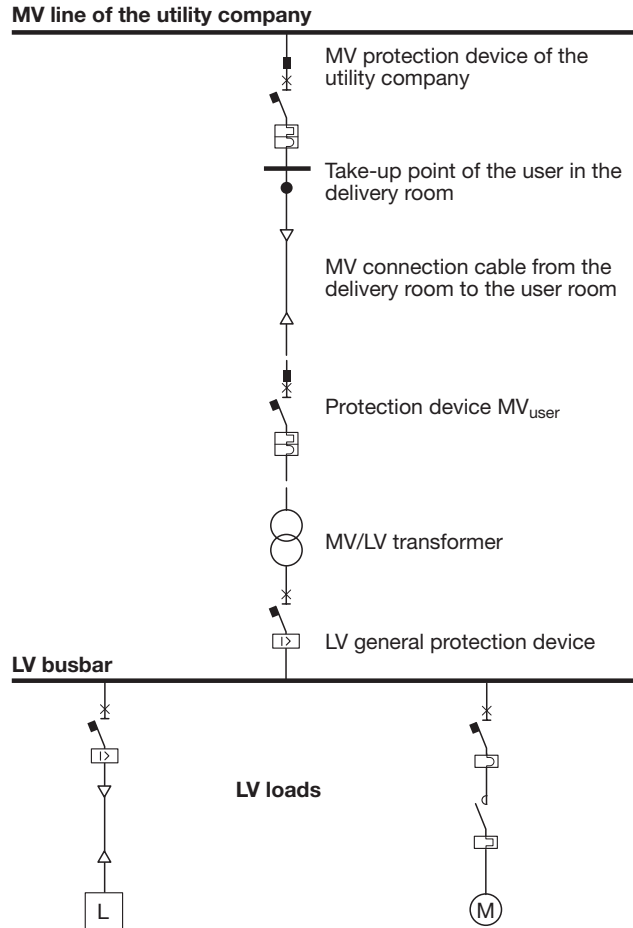 MV line of the utility company
MV protection device of the
utility company
Take-up point of the user in the
delivery room
MV connection cable from the
delivery room to the user room
Protection device MVuser
MV/LV transformer
LV general protection device
I>
LV busbar
I>
LV loads
L
M